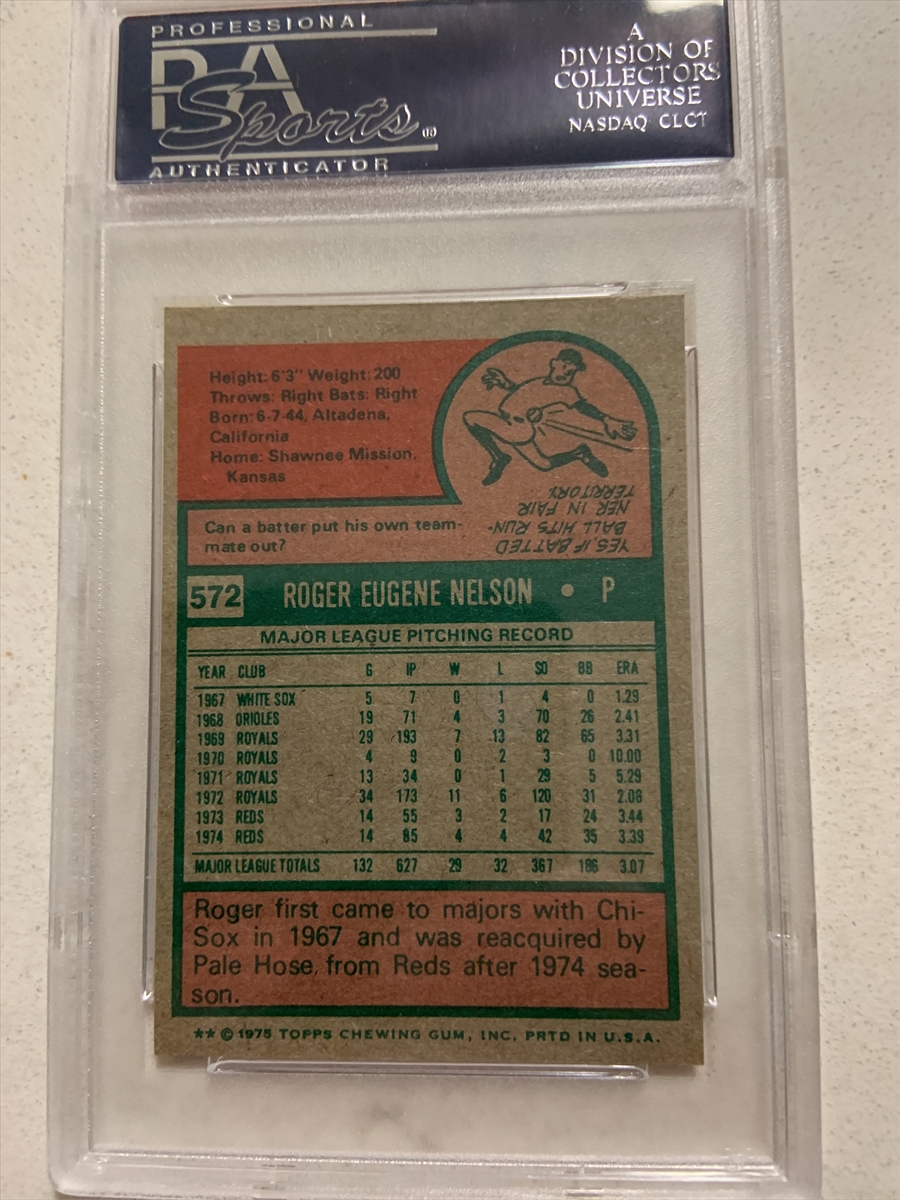 PROFESSIONAL
PSA
Sports
AUTHENTICATOR
A
DIVISION OF
COLLECTORS
UNIVERSE
NASDAQ CLCT
Height: 6'3" Weight: 200
Throws: Right Bats: Right
Born: 6-7-44, Altadena,
California
Home: Shawnee Mission,
Kansas
Can a batter put his own team-
mate out?
YES, IF BATTED
BALL HITS RUN-
NER IN FAIR
TERRITORY.
572 ROGER EUGENE NELSON • P
MAJOR LEAGUE PITCHING RECORD
YEAR CLUB G IP W L SO BB ERA
1967 WHITE SOX 5 7 0 1 4 0 1.29
1968 ORIOLES 19 71 4 3 70 26 2.41
1969 ROYALS 29 193 7 13 82 65 3.31
1970 ROYALS 4 9 0 2 3 0 10.00
1971 ROYALS 13 34 0 1 29 5 5.29
1972 ROYALS 34 173 11 6 120 31 2.08
1973 REDS 14 55 3 2 17 24 3.44
1974 REDS 14 85 4 4 42 35 3.39
MAJOR LEAGUE TOTALS 132 627 29 32 367 186 3.07
Roger first came to majors with Chi-
Sox in 1967 and was reacquired by
Pale Hose, from Reds after 1974 sea-
son.
** © 1975 TOPPS CHEWING GUM, INC. PRTD IN U.S.A.